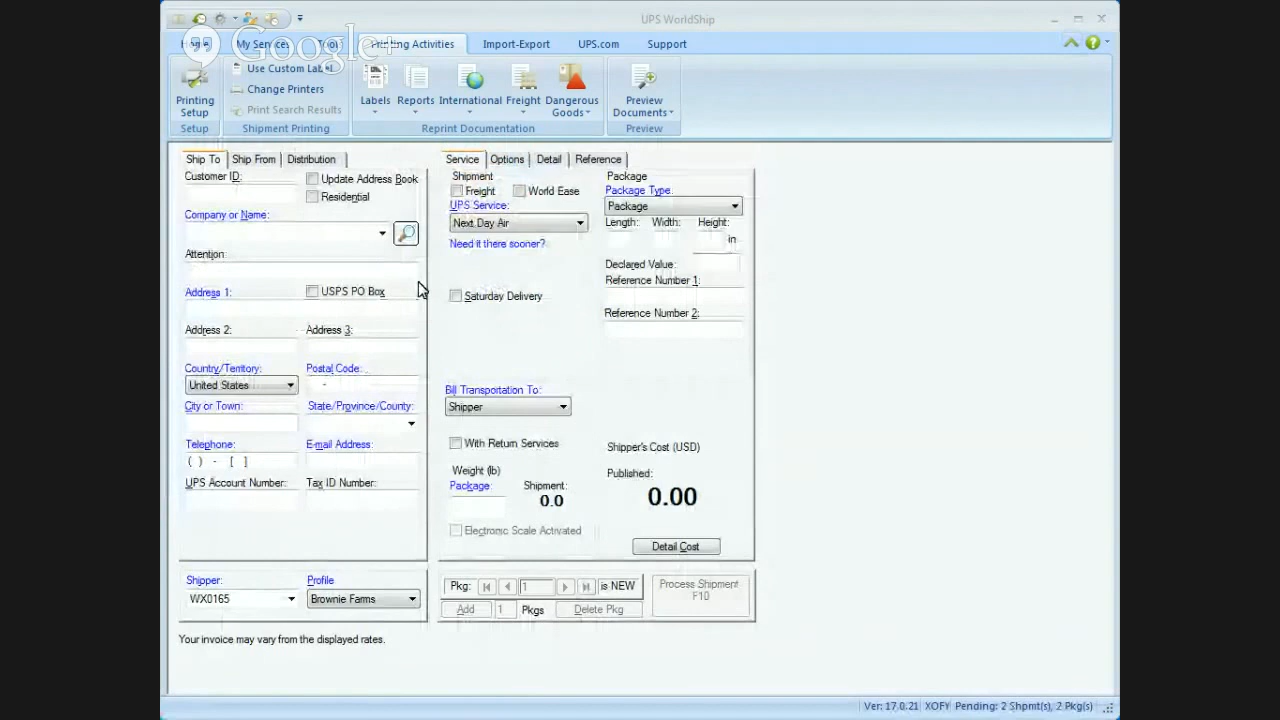 UPS WorldShip
Google+
My Services
Printing Activities
Import-Export
UPS.com
Support
Printing Setup
Setup
Use Custom Label
Change Printers
Print Search Results
Shipment Printing
Labels
Reports
International
Freight
Dangerous Goods
Reprint Documentation
Preview Documents
Preview
Ship To
Ship From
Distribution
Customer ID:
Update Address Book
Residential
Company or Name:
Attention:
Address 1:
USPS PO Box
Address 2:
Address 3:
Country/Territory:
Postal Code:
United States
-
City or Town:
State/Province/County:
Telephone:
E-mail Address:
( ) - [ ]
UPS Account Number:
Tax ID Number:
Shipper:
Profile
WX0165
Brownie Farms
Your invoice may vary from the displayed rates.
Service
Options
Detail
Reference
Shipment
Freight
World Ease
UPS Service:
Next Day Air
Need it there sooner?
Saturday Delivery
Bill Transportation To:
Shipper
With Return Services
Weight (lb)
Package:
Shipment:
0.0
Electronic Scale Activated
Package
Package Type:
Package
Length:
Width:
Height:
in
Declared Value:
Reference Number 1:
Reference Number 2:
Shipper's Cost (USD)
Published:
0.00
Detail Cost
Pkg:
1
is NEW
Add
1
Pkgs
Delete Pkg
Process Shipment
F10
Ver: 17.0.21 XOFY Pending: 2 Shpmt(s), 2 Pkg(s)